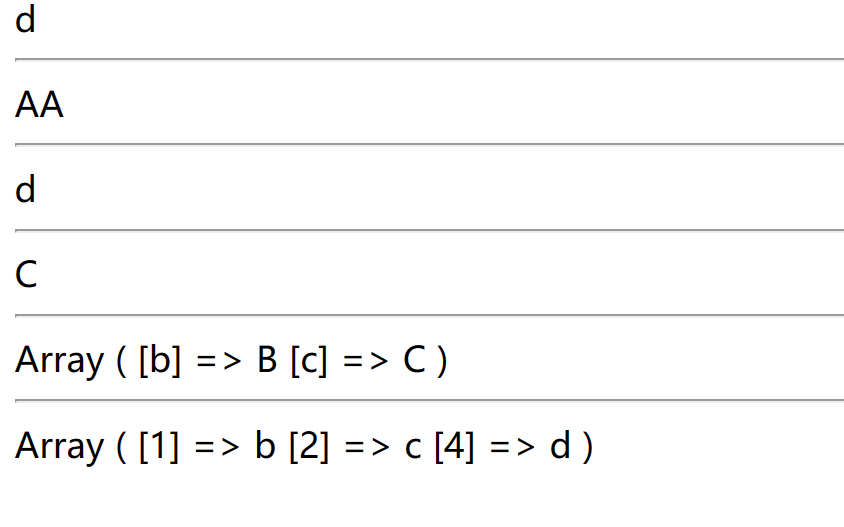 d
AA
d
C
Array ( [b] => B [c] => C )
Array ( [1] => b [2] => c [4] => d )